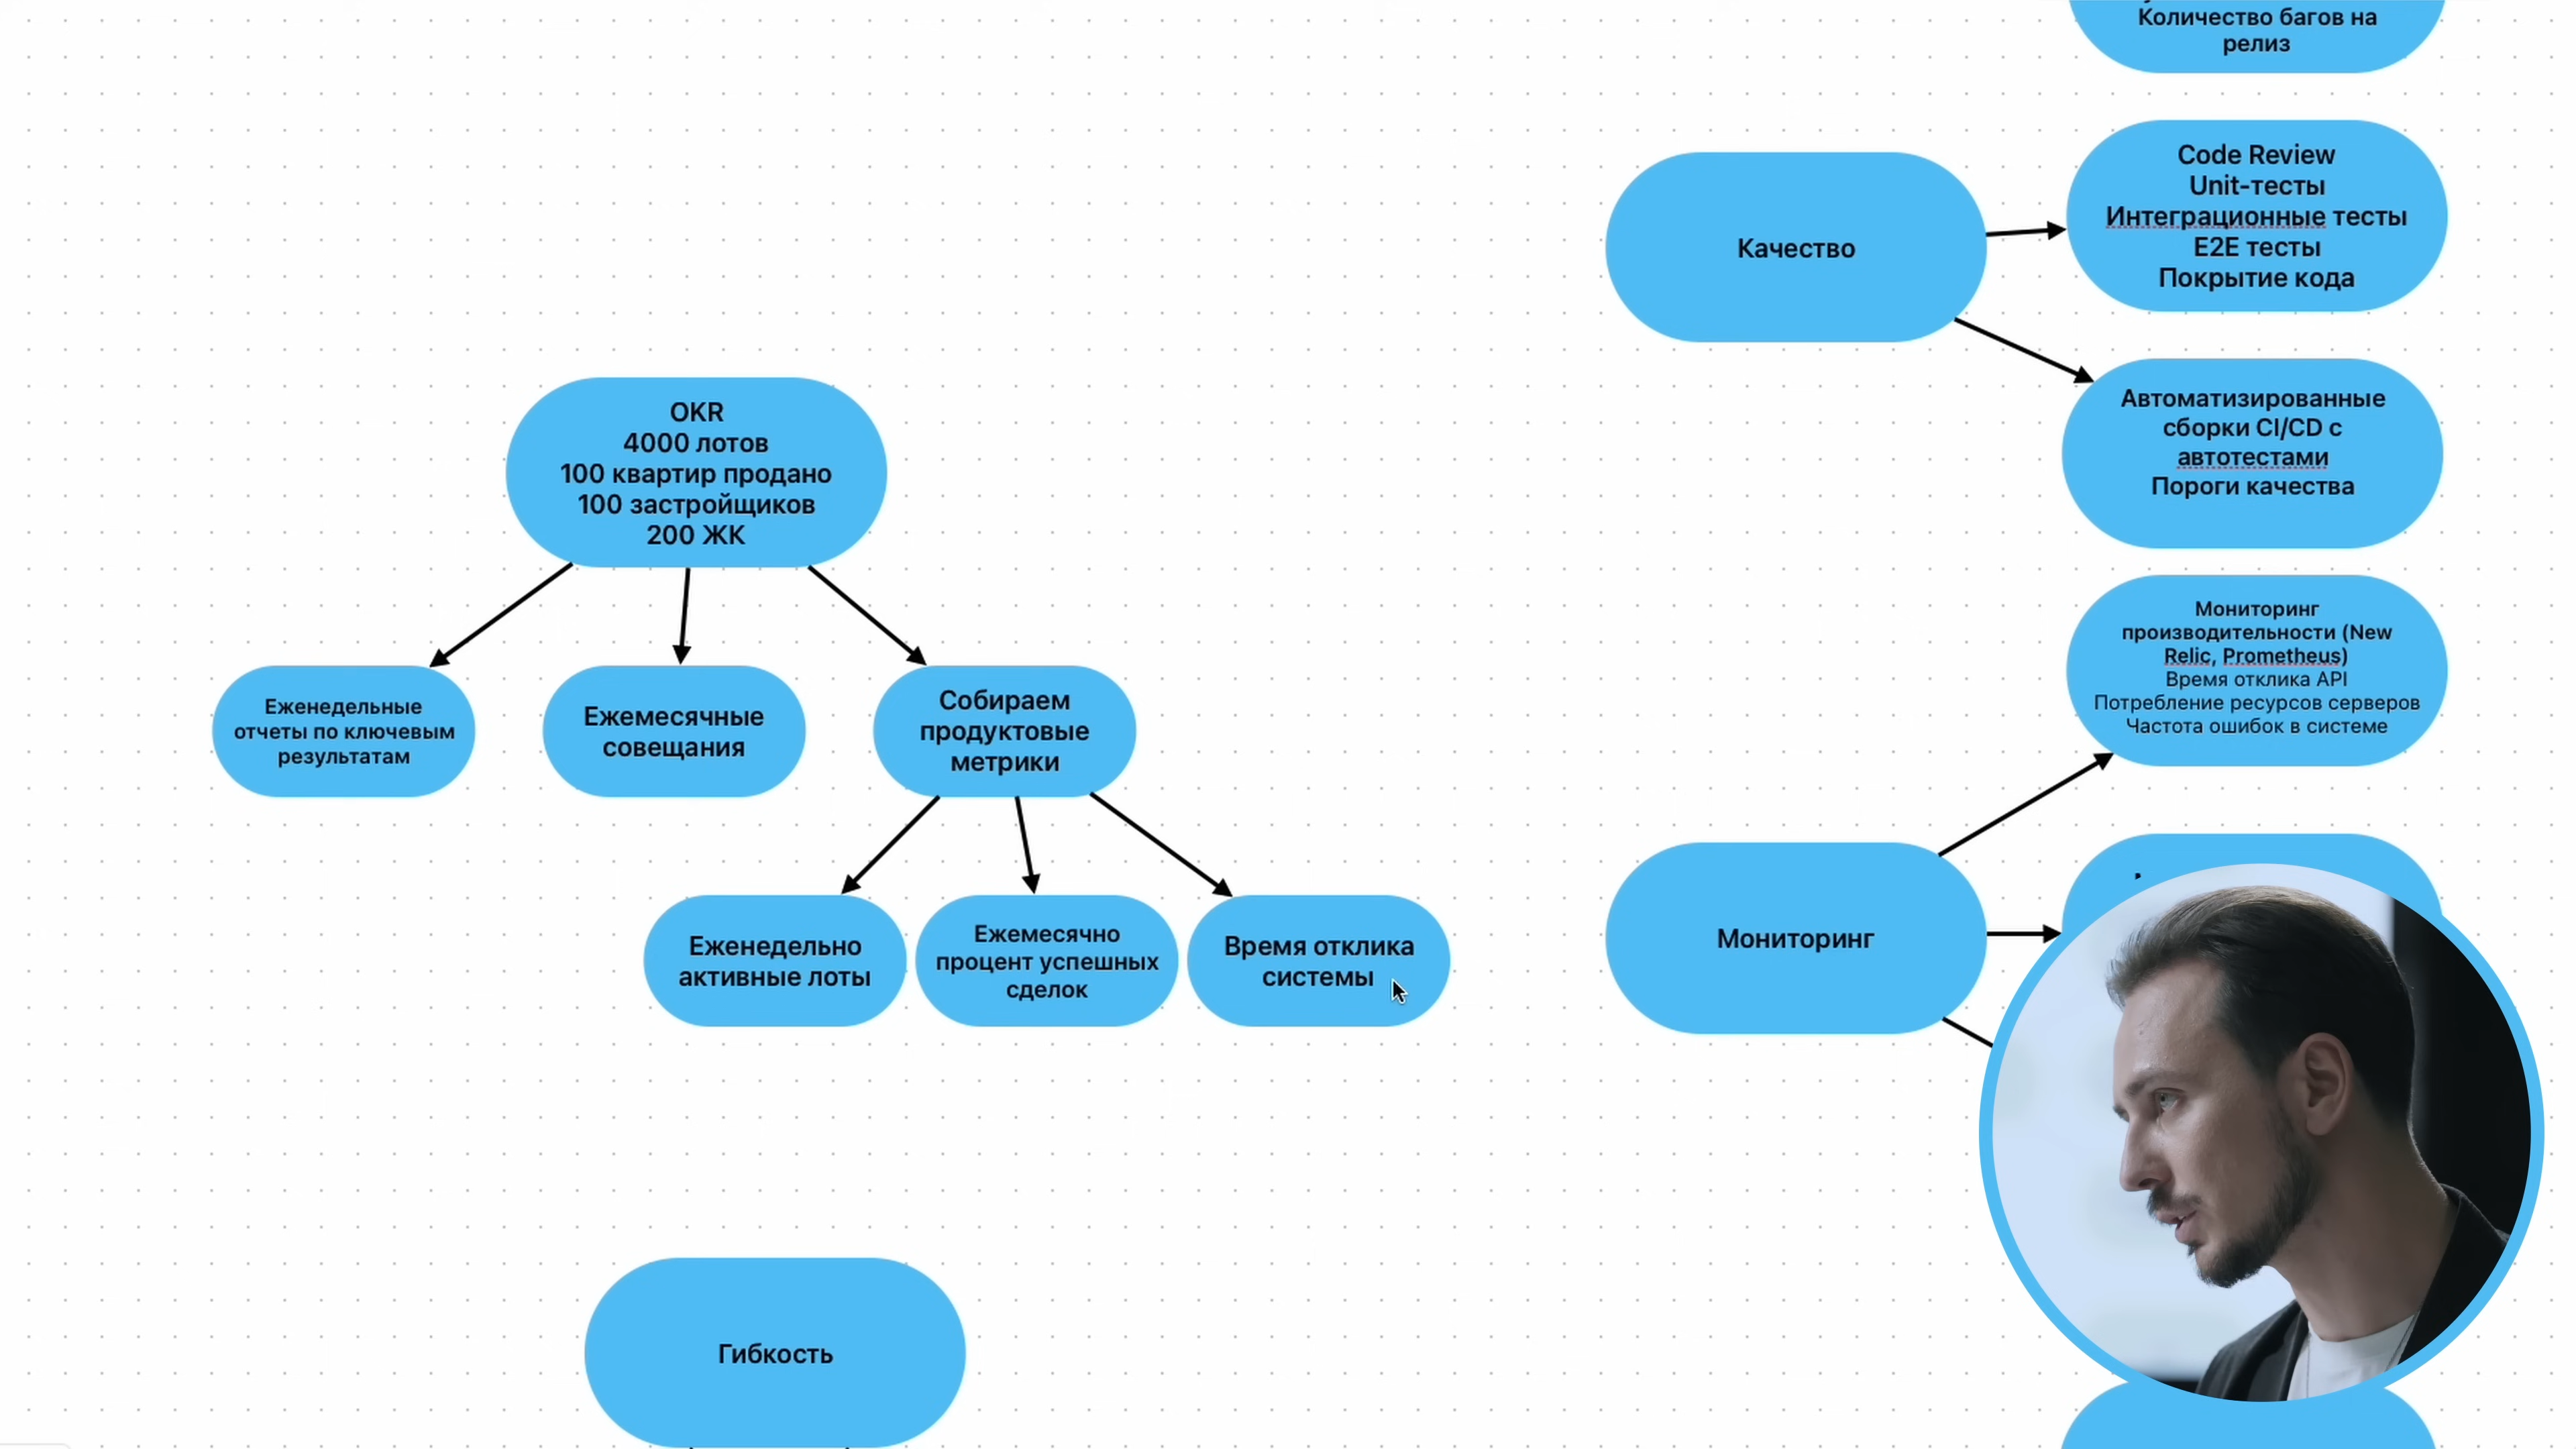 Количество багов на
релиз
Code Review
Unit-тесты
Интеграционные тесты
E2E тесты
Покрытие кода
Качество
Автоматизированные
сборки CI/CD с
автотестами
Пороги качества
OKR
4000 лотов
100 квартир продано
100 застройщиков
200 ЖК
Еженедельные
отчеты по ключевым
результатам
Ежемесячные
совещания
Собираем
продуктовые
метрики
Мониторинг
производительности (New
Relic, Prometheus)
Время отклика API
Потребление ресурсов серверов
Частота ошибок в системе
Еженедельно
активные лоты
Ежемесячно
процент успешных
сделок
Время отклика
системы
Мониторинг
Гибкость